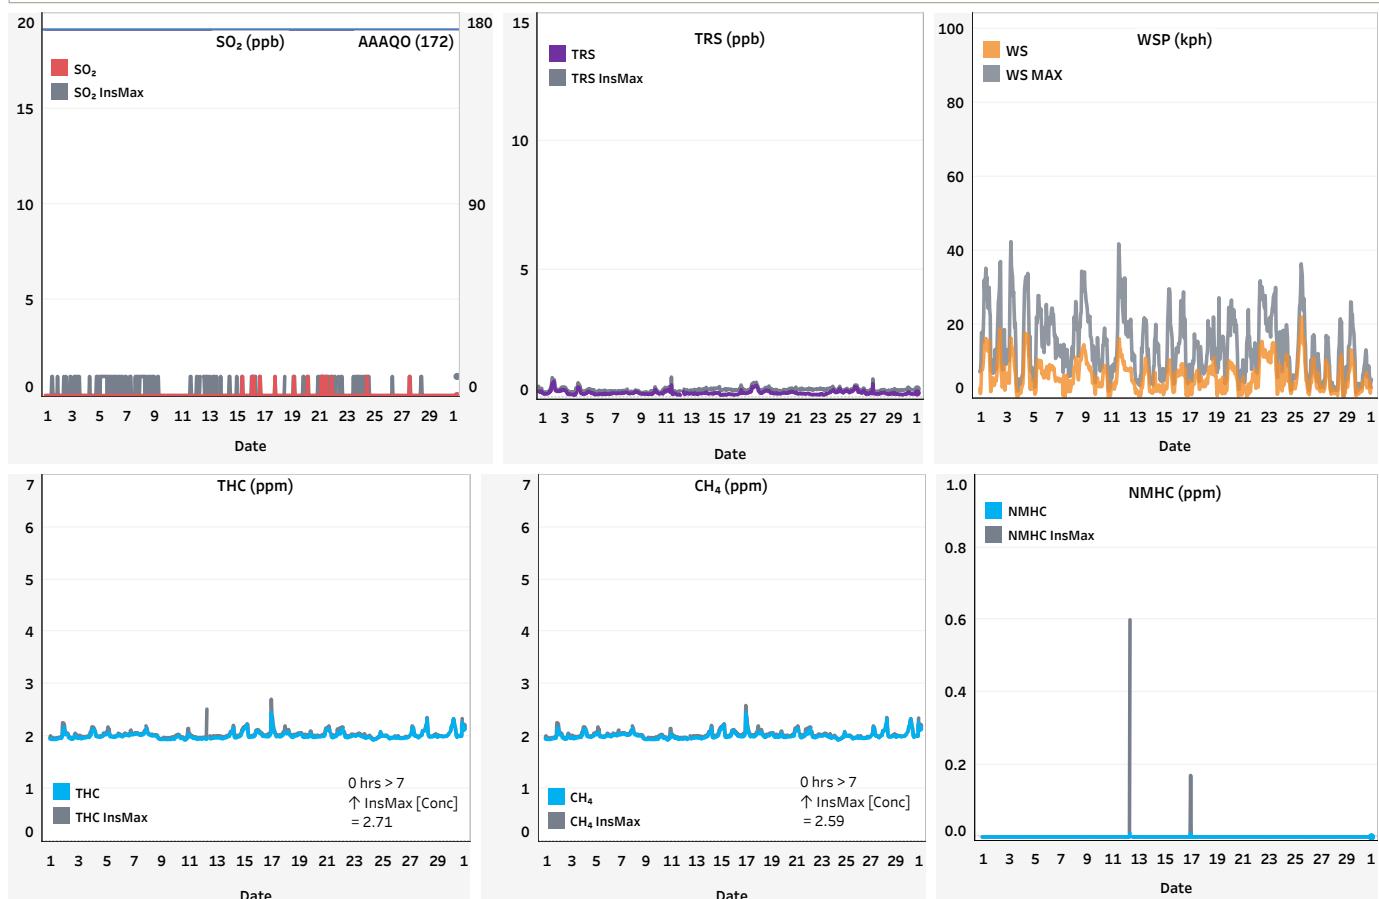 SO₂ (ppb)
AAAQO (172)
SO₂
SO₂ InsMax
20
15
10
5
0
180
90
0
1 3 5 7 9 11 13 15 17 19 21 23 25 27 29 1
Date
TRS (ppb)
TRS
TRS InsMax
15
10
5
0
1 3 5 7 9 11 13 15 17 19 21 23 25 27 29 1
Date
WSP (kph)
WS
WS MAX
100
80
60
40
20
0
1 3 5 7 9 11 13 15 17 19 21 23 25 27 29 1
Date
THC (ppm)
7
6
5
4
3
2
1
0
THC
THC InsMax
0 hrs > 7
↑ InsMax [Conc]
= 2.71
1 3 5 7 9 11 13 15 17 19 21 23 25 27 29 1
Date
CH₄ (ppm)
7
6
5
4
3
2
1
0
CH₄
CH₄ InsMax
0 hrs > 7
↑ InsMax [Conc]
= 2.59
1 3 5 7 9 11 13 15 17 19 21 23 25 27 29 1
Date
NMHC (ppm)
NMHC
NMHC InsMax
1.0
0.8
0.6
0.4
0.2
0.0
1 3 5 7 9 11 13 15 17 19 21 23 25 27 29 1
Date